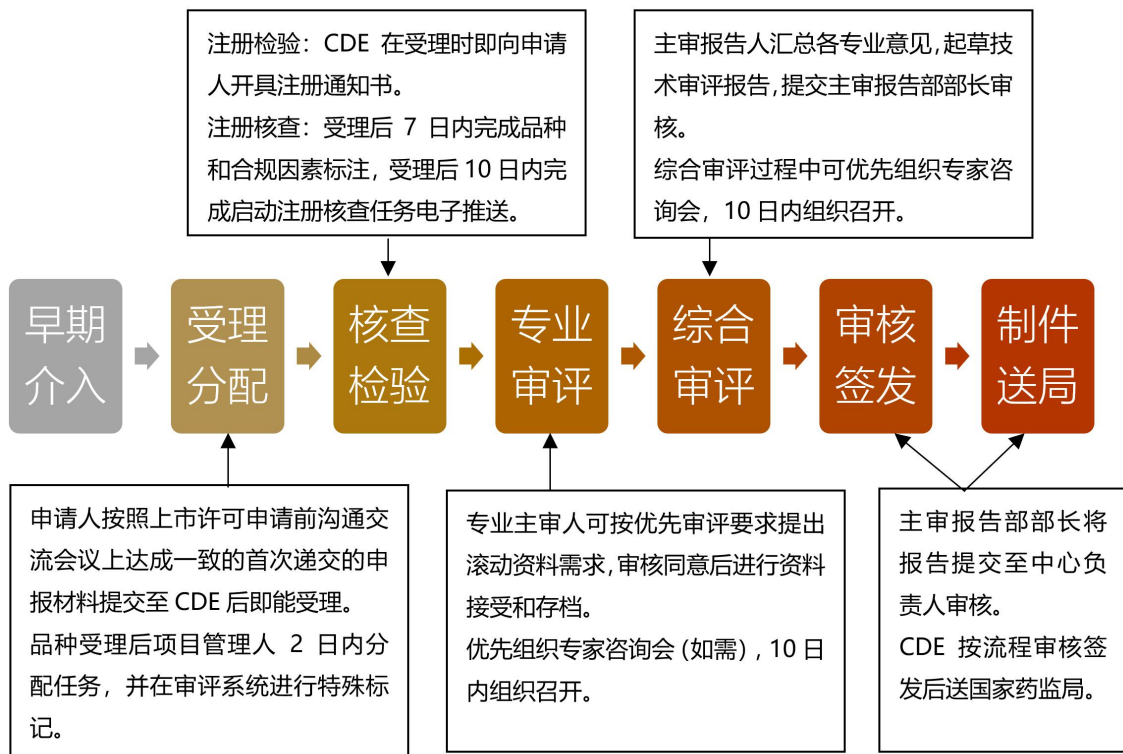 注册检验：CDE 在受理时即向申请
人开具注册通知书。
注册核查：受理后 7 日内完成品种
和合规因素标注，受理后 10 日内完
成启动注册核查任务电子推送。
主审报告人汇总各专业意见，起草技
术审评报告，提交主审报告部部长审
核。
综合审评过程中可优先组织专家咨
询会，10 日内组织召开。
早期
介入
受理
分配
核查
检验
专业
审评
综合
审评
审核
签发
制件
送局
申请人按照上市许可申请前沟通交
流会议上达成一致的首次递交的申
报材料提交至 CDE 后即能受理。
品种受理后项目管理人 2 日内分
配任务，并在审评系统进行特殊标
记。
专业主审人可按优先审评要求提出
滚动资料需求，审核同意后进行资料
接受和存档。
优先组织专家咨询会（如需），10 日
内组织召开。
主审报告部部长将
报告提交至中心负
责人审核。
CDE 按流程审核签
发后送国家药监局。